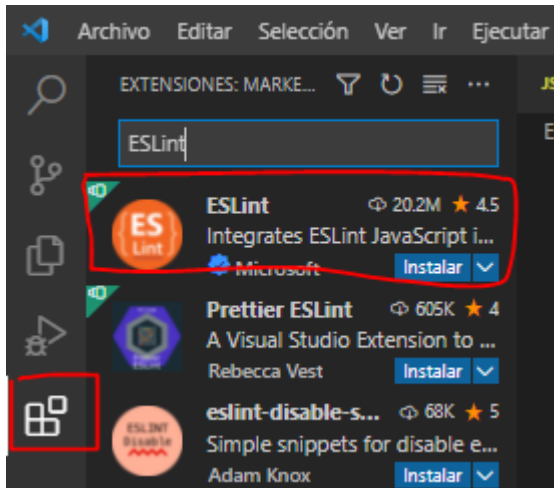 Archivo Editar Selección Ver Ir Ejecutar
EXTENSIONES: MARKE... ···
JS
ESLint
E
ESLint 20.2M ★ 4.5
ES
Lint
Integrates ESLint JavaScript i...
Microsoft Instalar
Prettier ESLint 605K ★ 4
A Visual Studio Extension to ...
Rebecca Vest Instalar
eslint-disable-s... 68K ★ 5
ESLINT
Disable
Simple snippets for disable e...
Adam Knox Instalar